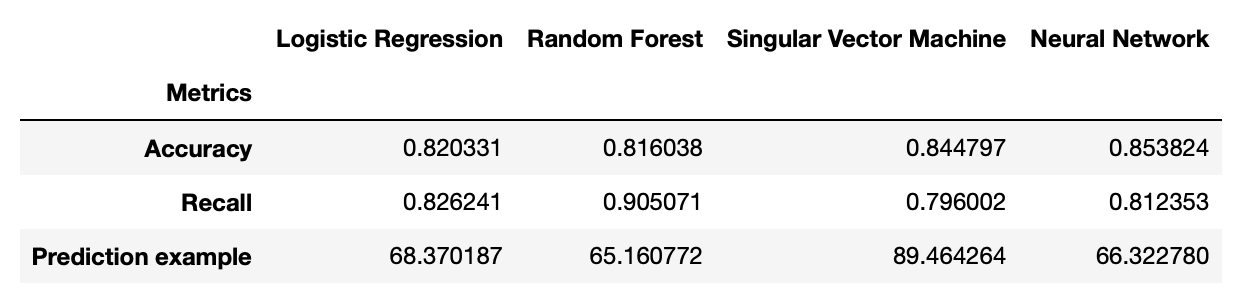 Logistic Regression Random Forest Singular Vector Machine Neural Network
Metrics
Accuracy 0.820331 0.816038 0.844797 0.853824
Recall 0.826241 0.905071 0.796002 0.812353
Prediction example 68.370187 65.160772 89.464264 66.322780